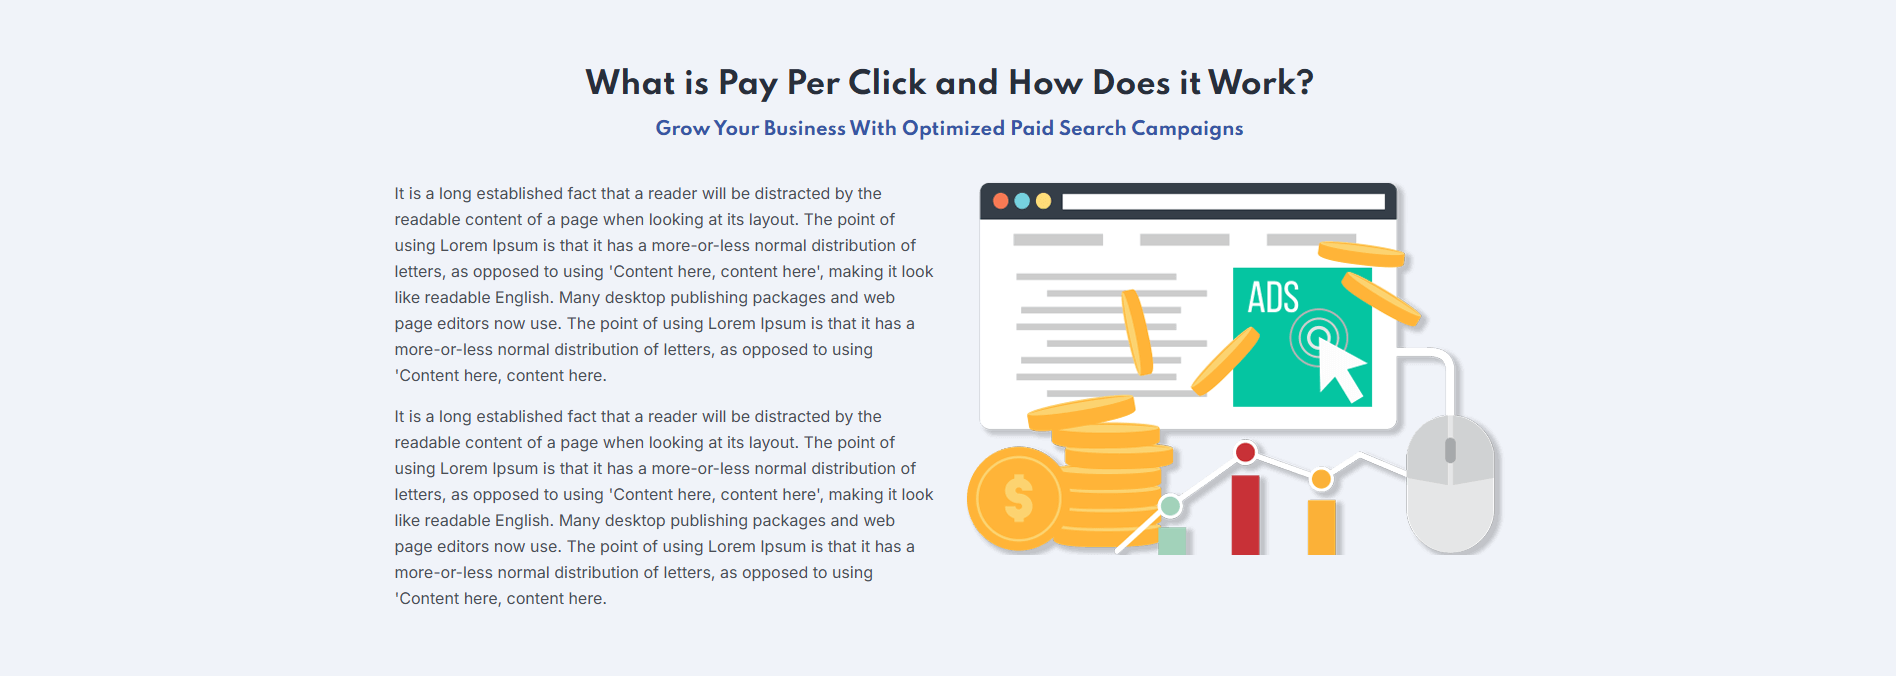 What is Pay Per Click and How Does it Work?
Grow Your Business With Optimized Paid Search Campaigns
It is a long established fact that a reader will be distracted by the
readable content of a page when looking at its layout. The point of
using Lorem Ipsum is that it has a more-or-less normal distribution of
letters, as opposed to using 'Content here, content here', making it look
like readable English. Many desktop publishing packages and web
page editors now use. The point of using Lorem Ipsum is that it has a
more-or-less normal distribution of letters, as opposed to using
'Content here, content here.
It is a long established fact that a reader will be distracted by the
readable content of a page when looking at its layout. The point of
using Lorem Ipsum is that it has a more-or-less normal distribution of
letters, as opposed to using 'Content here, content here', making it look
like readable English. Many desktop publishing packages and web
page editors now use. The point of using Lorem Ipsum is that it has a
more-or-less normal distribution of letters, as opposed to using
'Content here, content here.
ADS
$